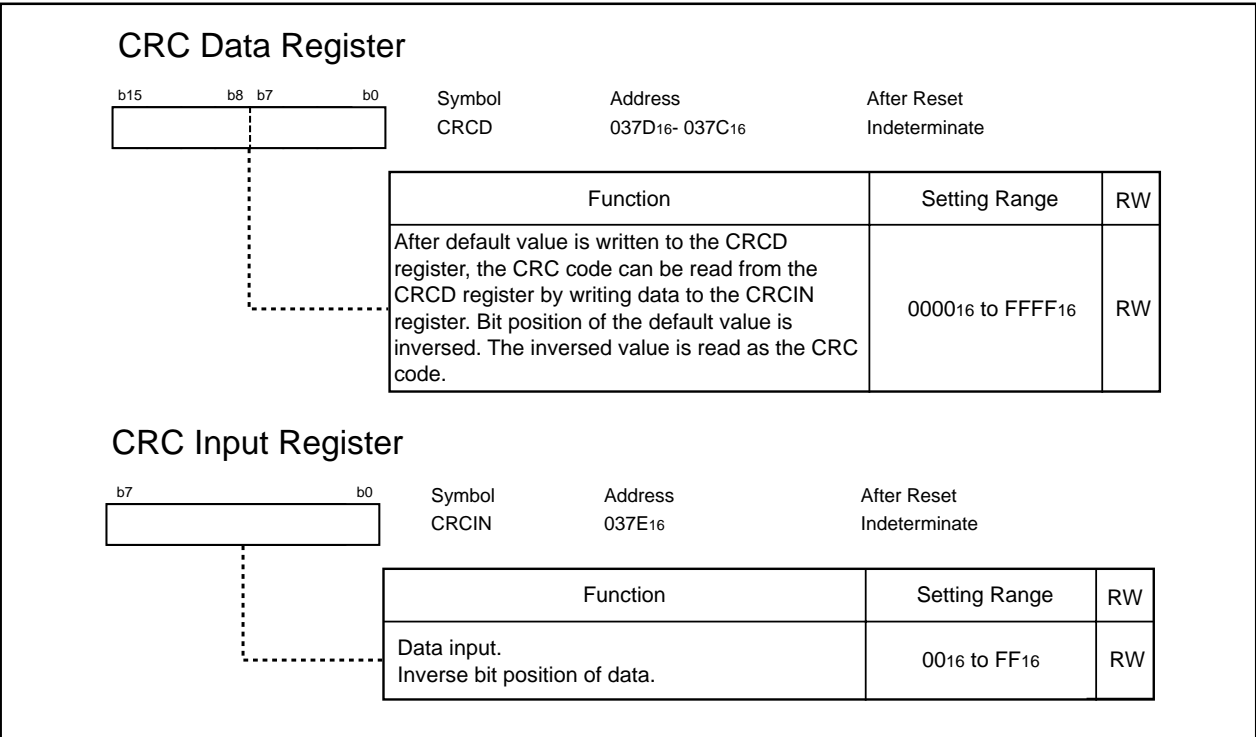 CRC Data Register
b15 b8 b7 b0 Symbol Address After Reset
CRCD 037D16- 037C16 Indeterminate
Function Setting Range RW
After default value is written to the CRCD
register, the CRC code can be read from the
CRCD register by writing data to the CRCIN
register. Bit position of the default value is
inversed. The inversed value is read as the CRC
code.
000016 to FFFF16 RW
CRC Input Register
b7 b0 Symbol Address After Reset
CRCIN 037E16 Indeterminate
Function Setting Range RW
Data input.
Inverse bit position of data.
0016 to FF16 RW